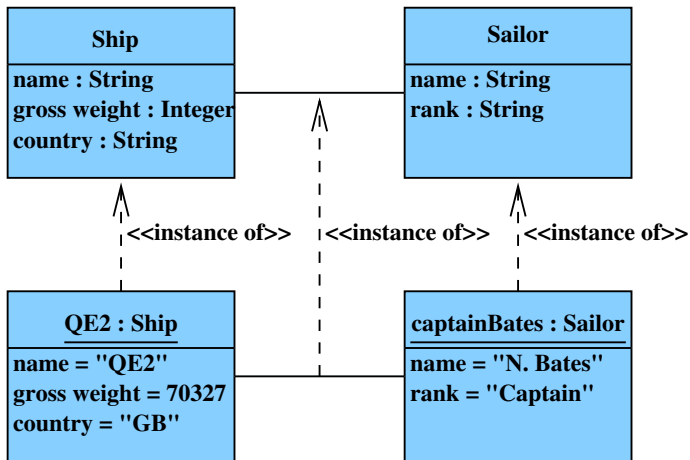 Ship
name : String
gross weight : Integer
country : String
Sailor
name : String
rank : String
<<instance of>>
<<instance of>>
<<instance of>>
QE2 : Ship
name = "QE2"
gross weight = 70327
country = "GB"
captainBates : Sailor
name = "N. Bates"
rank = "Captain"